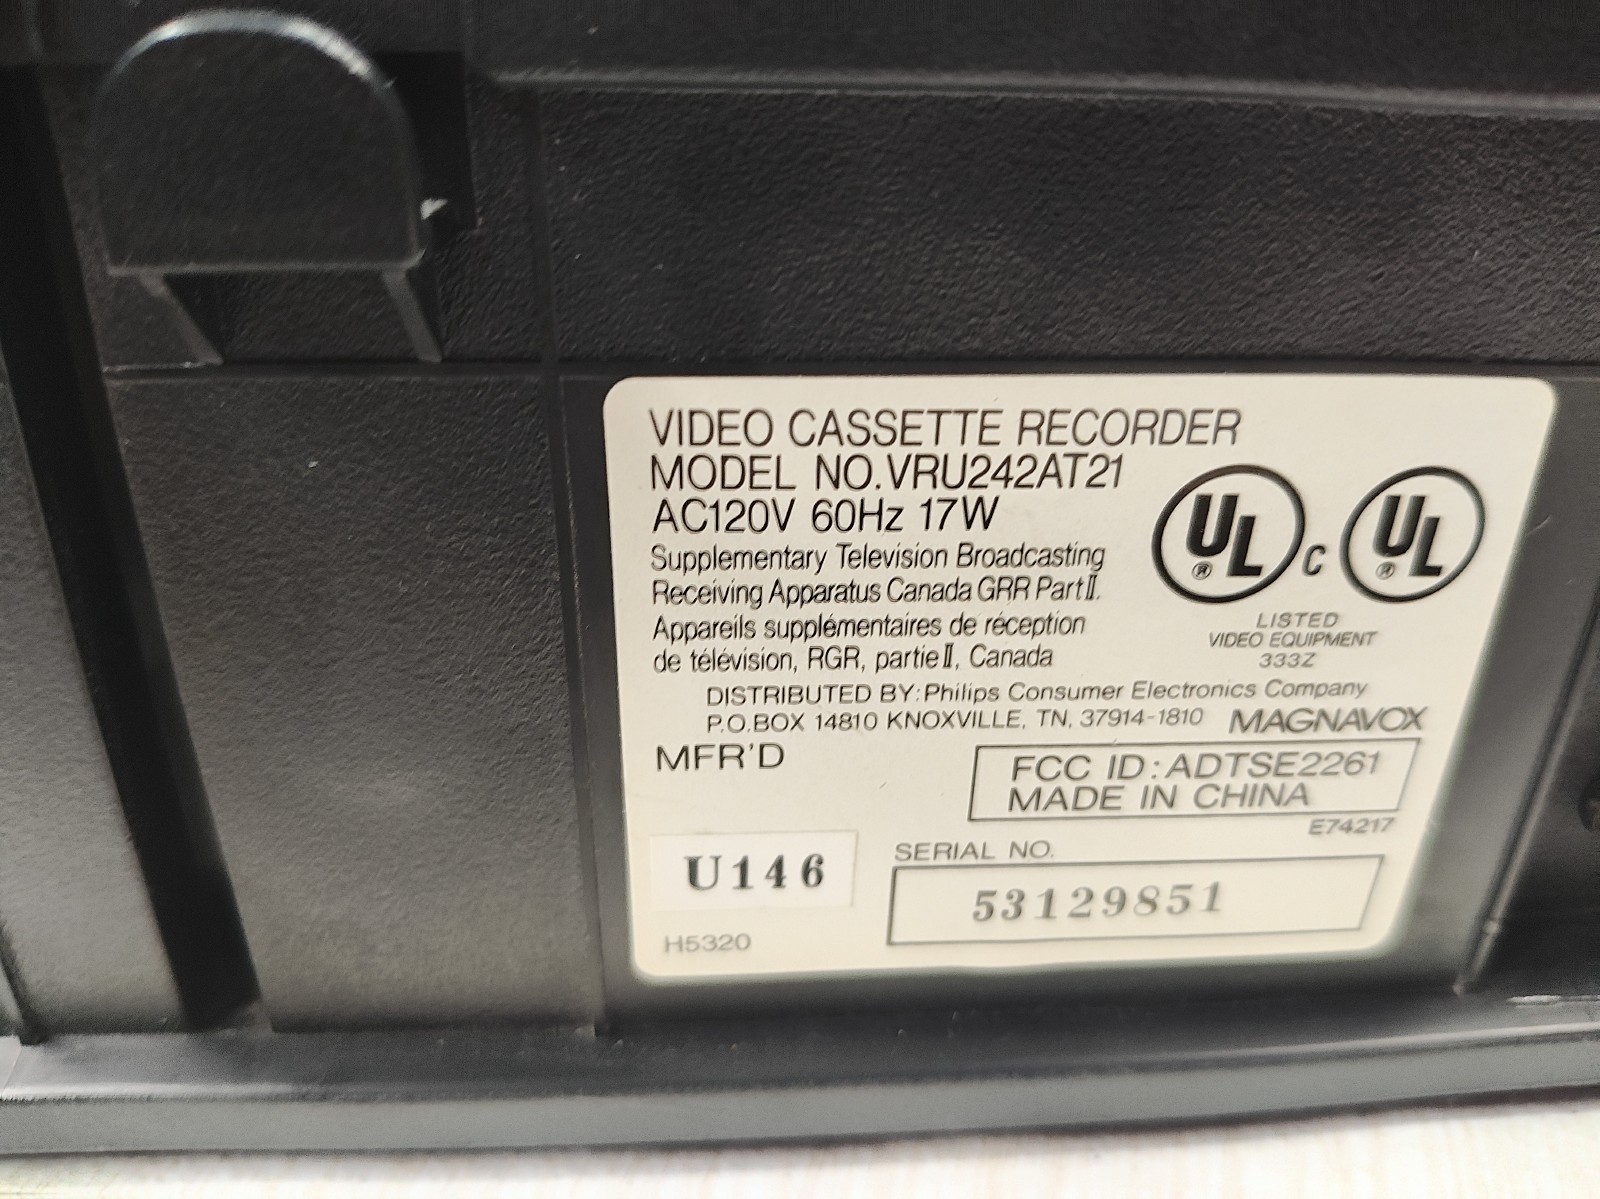 VIDEO CASSETTE RECORDER
MODEL NO.VRU242AT21
AC120V 60Hz 17W
Supplementary Television Broadcasting
Receiving Apparatus Canada GRR Part II.
Appareils supplémentaires de réception
de télévision, RGR, partie II, Canada
UL ® C UL ®
LISTED
VIDEO EQUIPMENT
333Z
DISTRIBUTED BY: Philips Consumer Electronics Company
P.O.BOX 14810 KNOXVILLE, TN. 37914-1810 MAGNAVOX
MFR'D
FCC ID: ADTSE2261
MADE IN CHINA
E74217
U146
SERIAL NO.
53129851
H5320